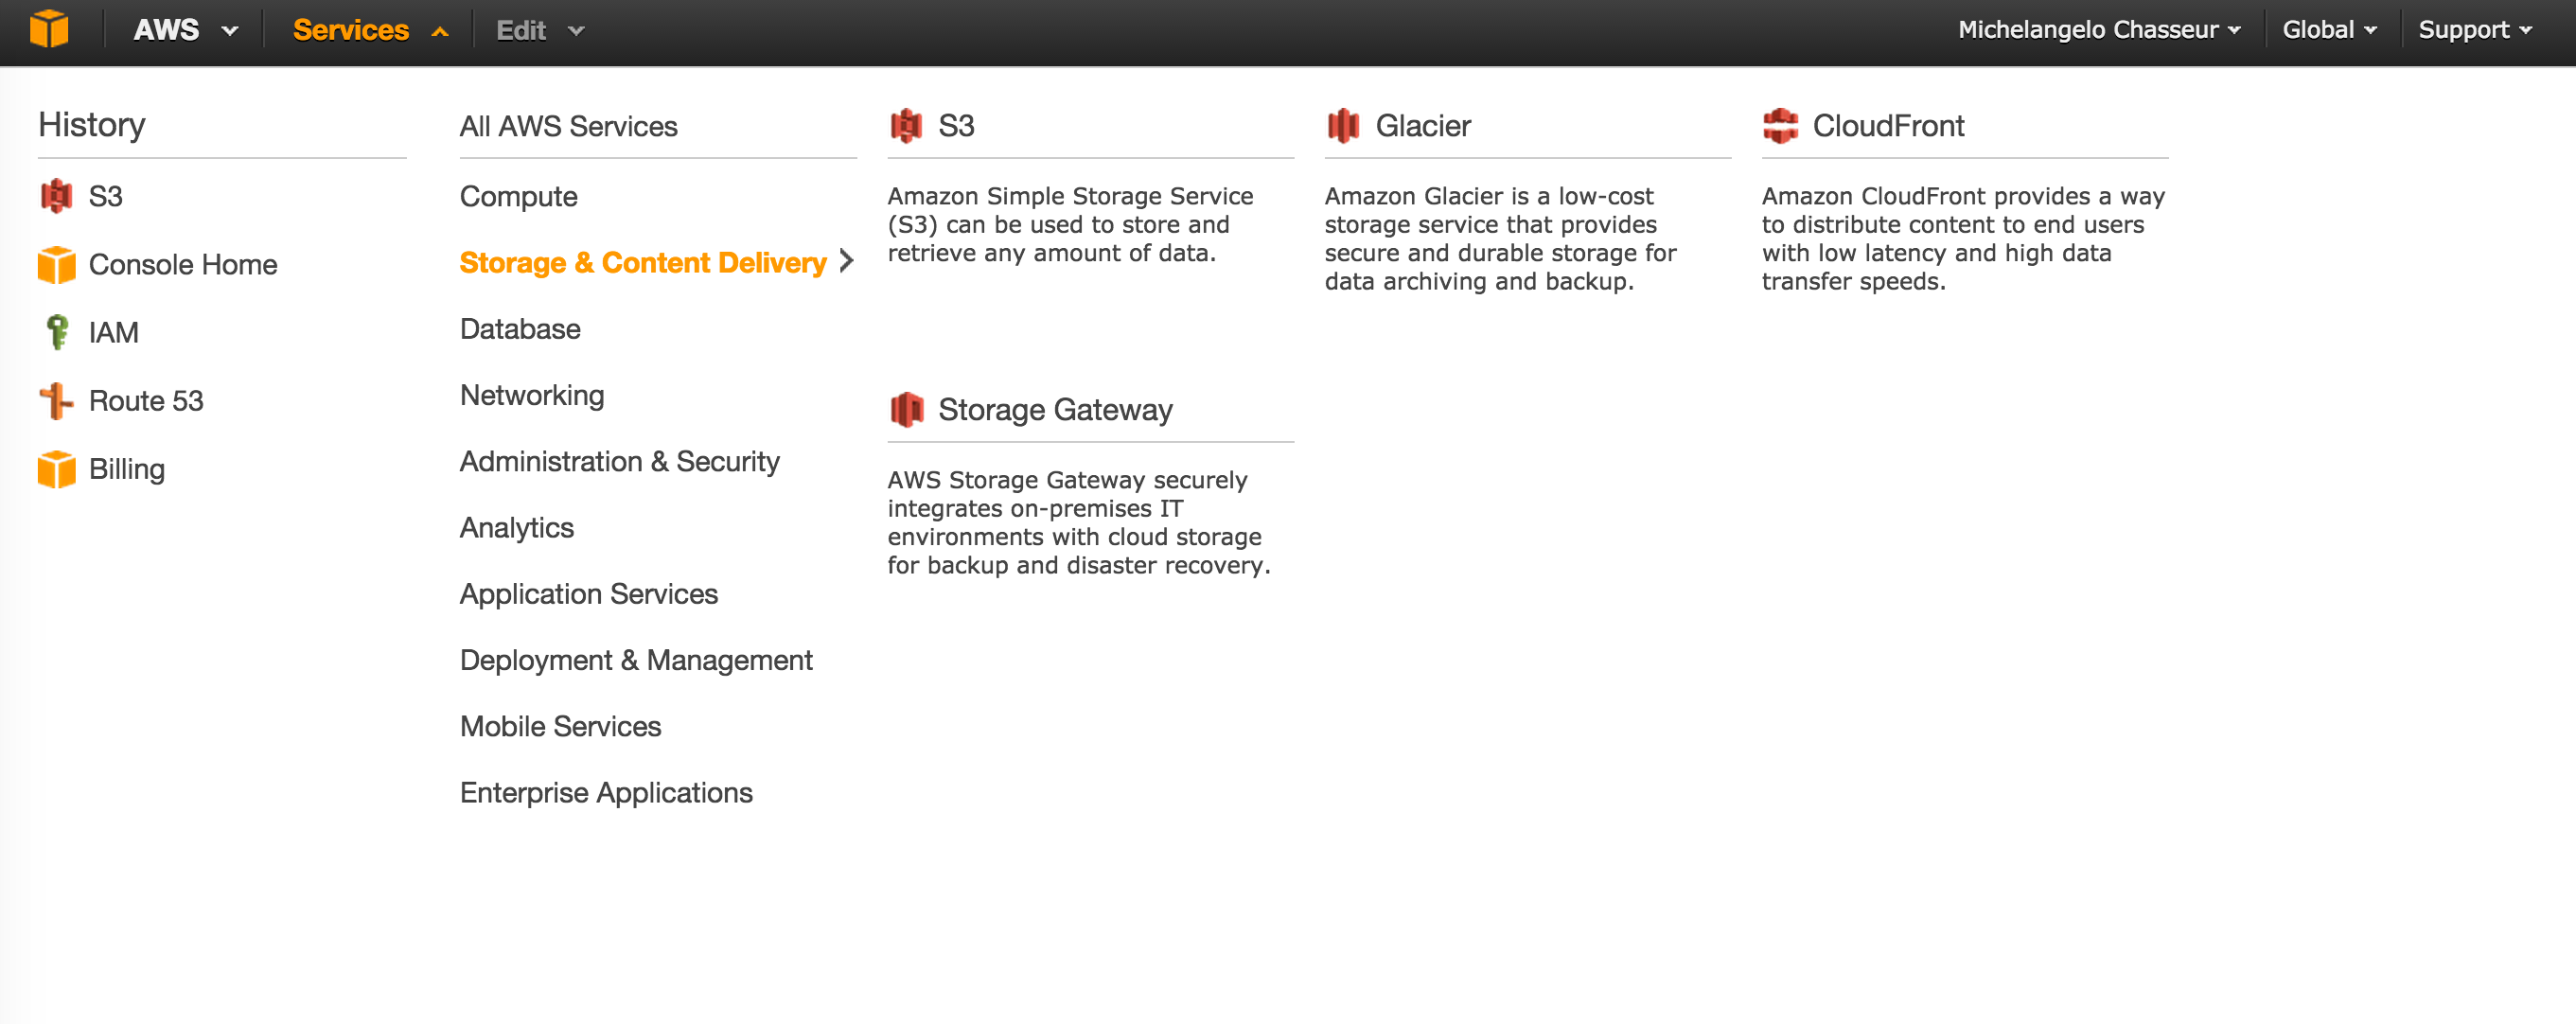 AWS Services Edit Michelangelo Chasseur Global Support
History
S3
Console Home
IAM
Route 53
Billing
All AWS Services
Compute
Storage & Content Delivery
Database
Networking
Administration & Security
Analytics
Application Services
Deployment & Management
Mobile Services
Enterprise Applications
S3
Amazon Simple Storage Service
(S3) can be used to store and
retrieve any amount of data.
Glacier
Amazon Glacier is a low-cost
storage service that provides
secure and durable storage for
data archiving and backup.
CloudFront
Amazon CloudFront provides a way
to distribute content to end users
with low latency and high data
transfer speeds.
Storage Gateway
AWS Storage Gateway securely
integrates on-premises IT
environments with cloud storage
for backup and disaster recovery.